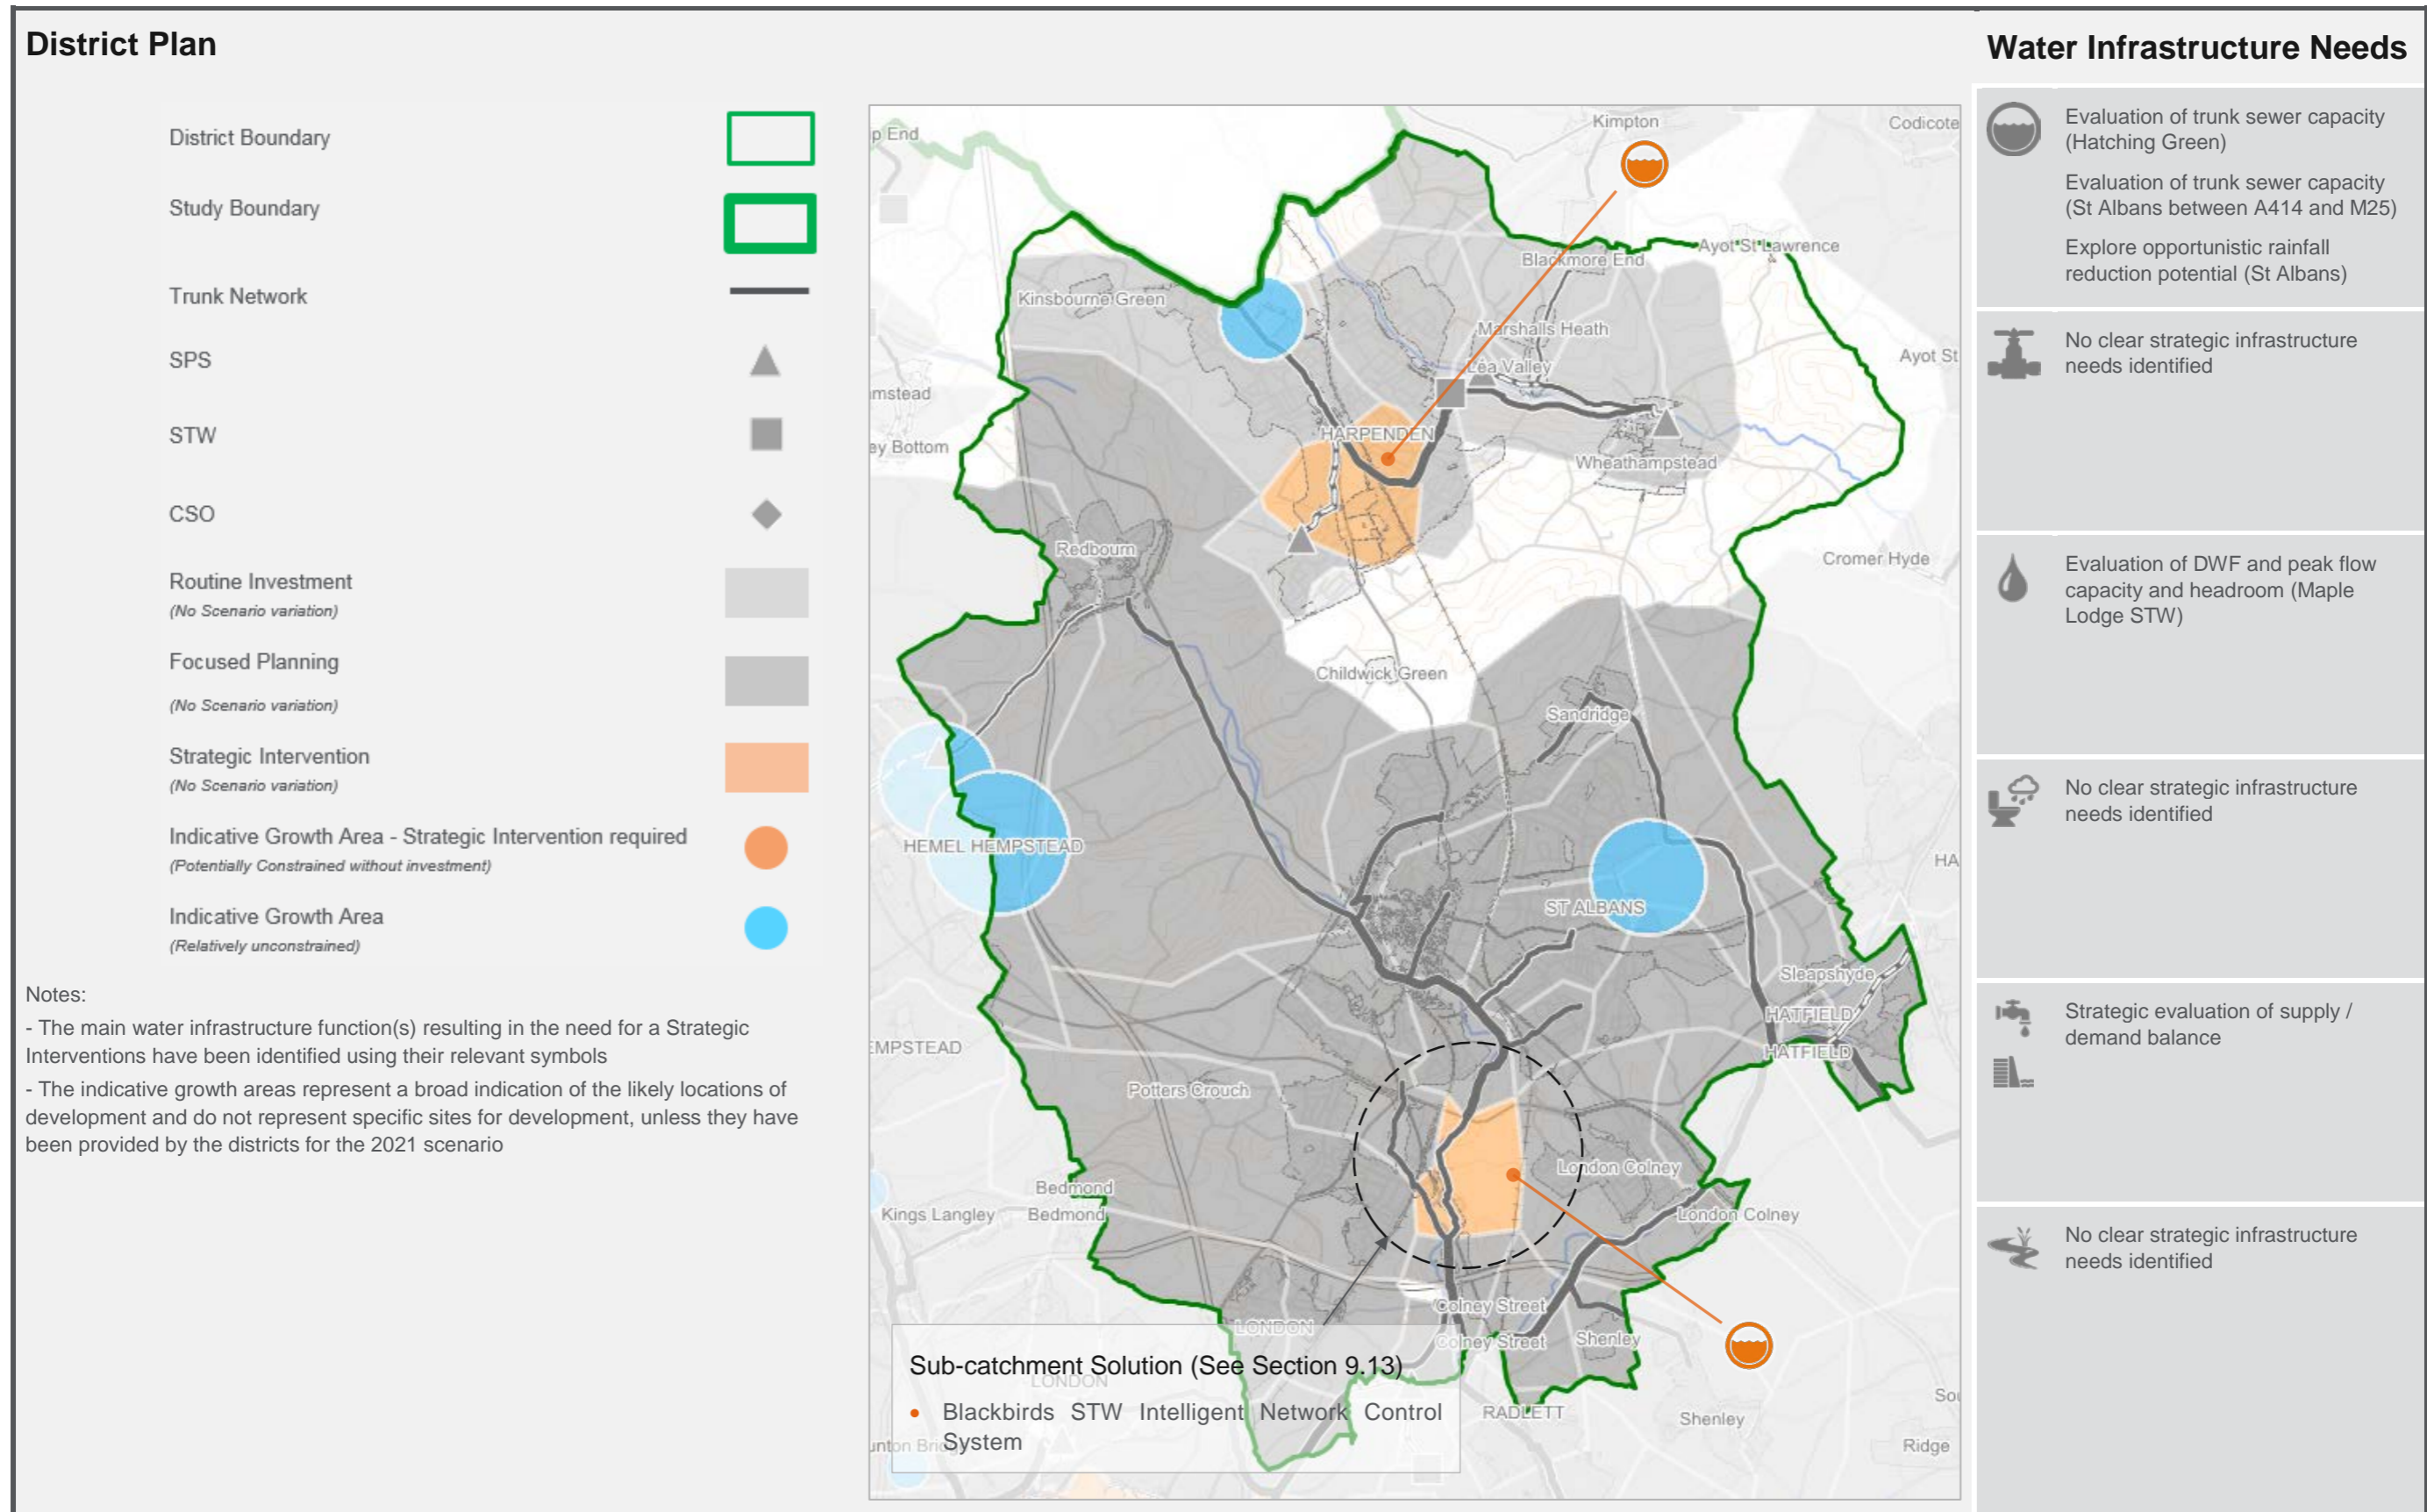 District Plan
Water Infrastructure Needs
District Boundary
Study Boundary
Trunk Network
SPS
STW
CSO
Routine Investment
(No Scenario variation)
Focused Planning
(No Scenario variation)
Strategic Intervention
(No Scenario variation)
Indicative Growth Area - Strategic Intervention required
(Potentially Constrained without investment)
Indicative Growth Area
(Relatively unconstrained)
Notes:
- The main water infrastructure function(s) resulting in the need for a Strategic
Interventions have been identified using their relevant symbols
- The indicative growth areas represent a broad indication of the likely locations of
development and do not represent specific sites for development, unless they have
been provided by the districts for the 2021 scenario
p End
Kimpton
Codicote
Ayot St Lawrence
Blackmore End
Kinsbourne Green
Marshalls Heath
Ayot St
Lea Valley
mstead
HARPENDEN
ey Bottom
Wheathampstead
Redbourn
Cromer Hyde
Childwick Green
Sandridge
HEMEL HEMPSTEAD
HA
ST ALBANS
Sleapshyde
HATFIELD
EMPSTEAD
HATFIELD
Potters Crouch
London Colney
Bedmond
Kings Langley
Bedmond
London Colney
Colney Street
LONDON
Colney Street
Shenley
Sub-catchment Solution (See Section 9.13)
LONDON
• Blackbirds STW Intelligent Network Control
System
RADLETT
Shenley
Sou
unton Bridge
Ridge
Evaluation of trunk sewer capacity
(Hatching Green)
Evaluation of trunk sewer capacity
(St Albans between A414 and M25)
Explore opportunistic rainfall
reduction potential (St Albans)
No clear strategic infrastructure
needs identified
Evaluation of DWF and peak flow
capacity and headroom (Maple
Lodge STW)
No clear strategic infrastructure
needs identified
Strategic evaluation of supply /
demand balance
No clear strategic infrastructure
needs identified